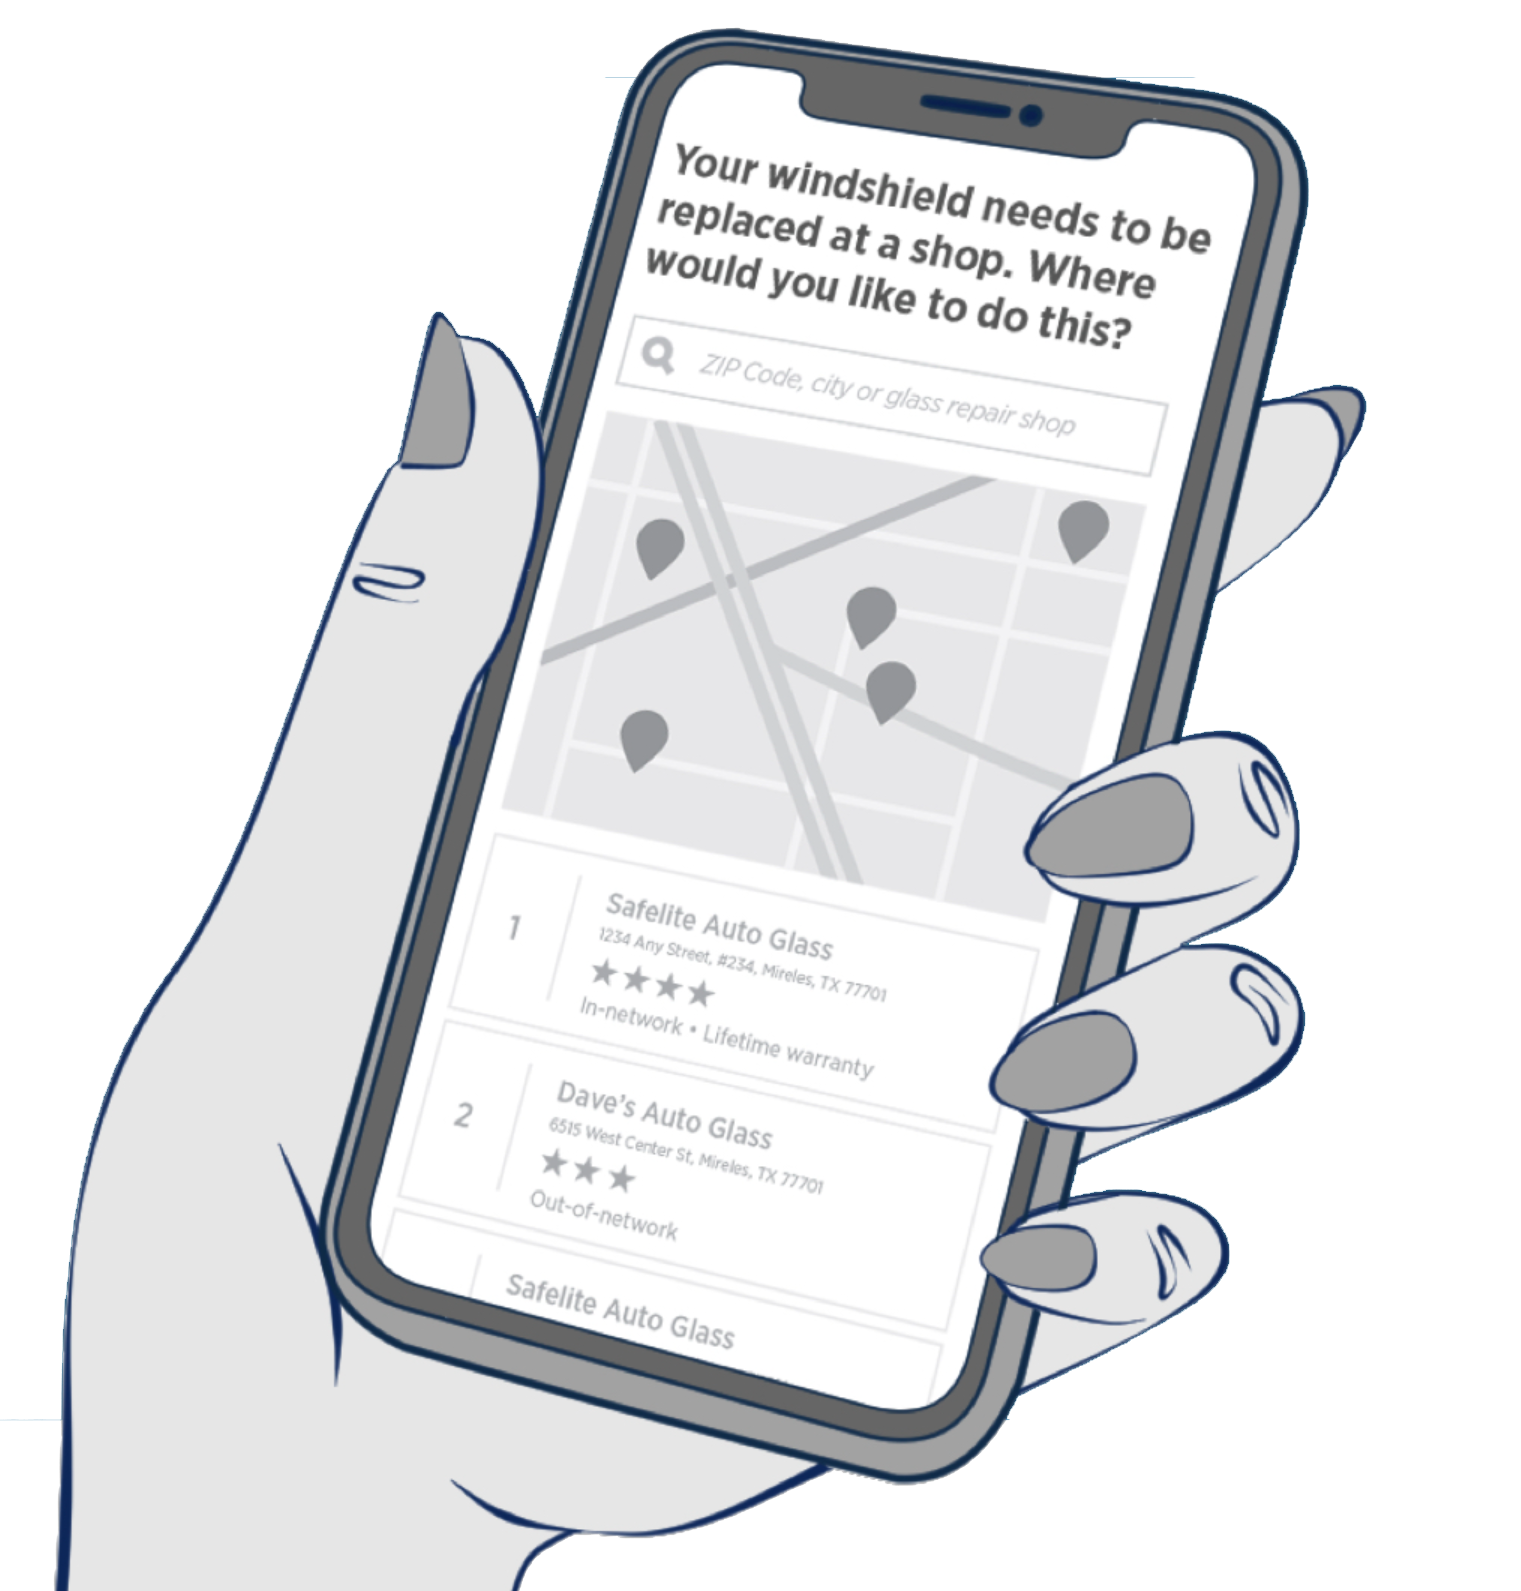 Your windshield needs to be
replaced at a shop. Where
would you like to do this?
ZIP Code, city or glass repair shop
1
Safelite Auto Glass
1234 Any Street, #234, Mireles, TX 77701
★★★★
In-network • Lifetime warranty
2
Dave's Auto Glass
6515 West Center St, Mireles, TX 77701
★★★
Out-of-network
Safelite Auto Glass